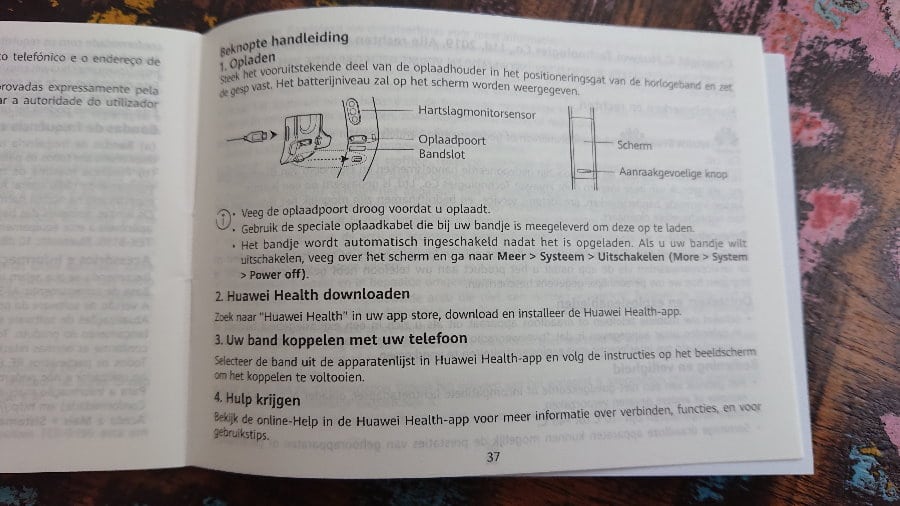 o telefónico e o endereço de
rovadas expressamente pela
ar a autoridade do utilizador
Beknopte handleiding
1. Opladen
Steek het vooruitstekende deel van de oplaadhouder in het positioneringsgat van de horlogeband en zet
de gesp vast. Het batterijniveau zal op het scherm worden weergegeven.
Hartslagmonitorsensor
Oplaadpoort
Bandslot
Scherm
Aanraakgevoelige knop
• Veeg de oplaadpoort droog voordat u oplaadt.
• Gebruik de speciale oplaadkabel die bij uw bandje is meegeleverd om deze op te laden.
• Het bandje wordt automatisch ingeschakeld nadat het is opgeladen. Als u uw bandje wilt
uitschakelen, veeg over het scherm en ga naar Meer > Systeem > Uitschakelen (More > System
> Power off).
2. Huawei Health downloaden
Zoek naar "Huawei Health" in uw app store, download en installeer de Huawei Health-app.
3. Uw band koppelen met uw telefoon
Selecteer de band uit de apparatenlijst in Huawei Health-app en volg de instructies op het beeldscherm
om het koppelen te voltooien.
4. Hulp krijgen
Bekijk de online-Help in de Huawei Health-app voor meer informatie over verbinden, functies, en voor
gebruikstips.
37